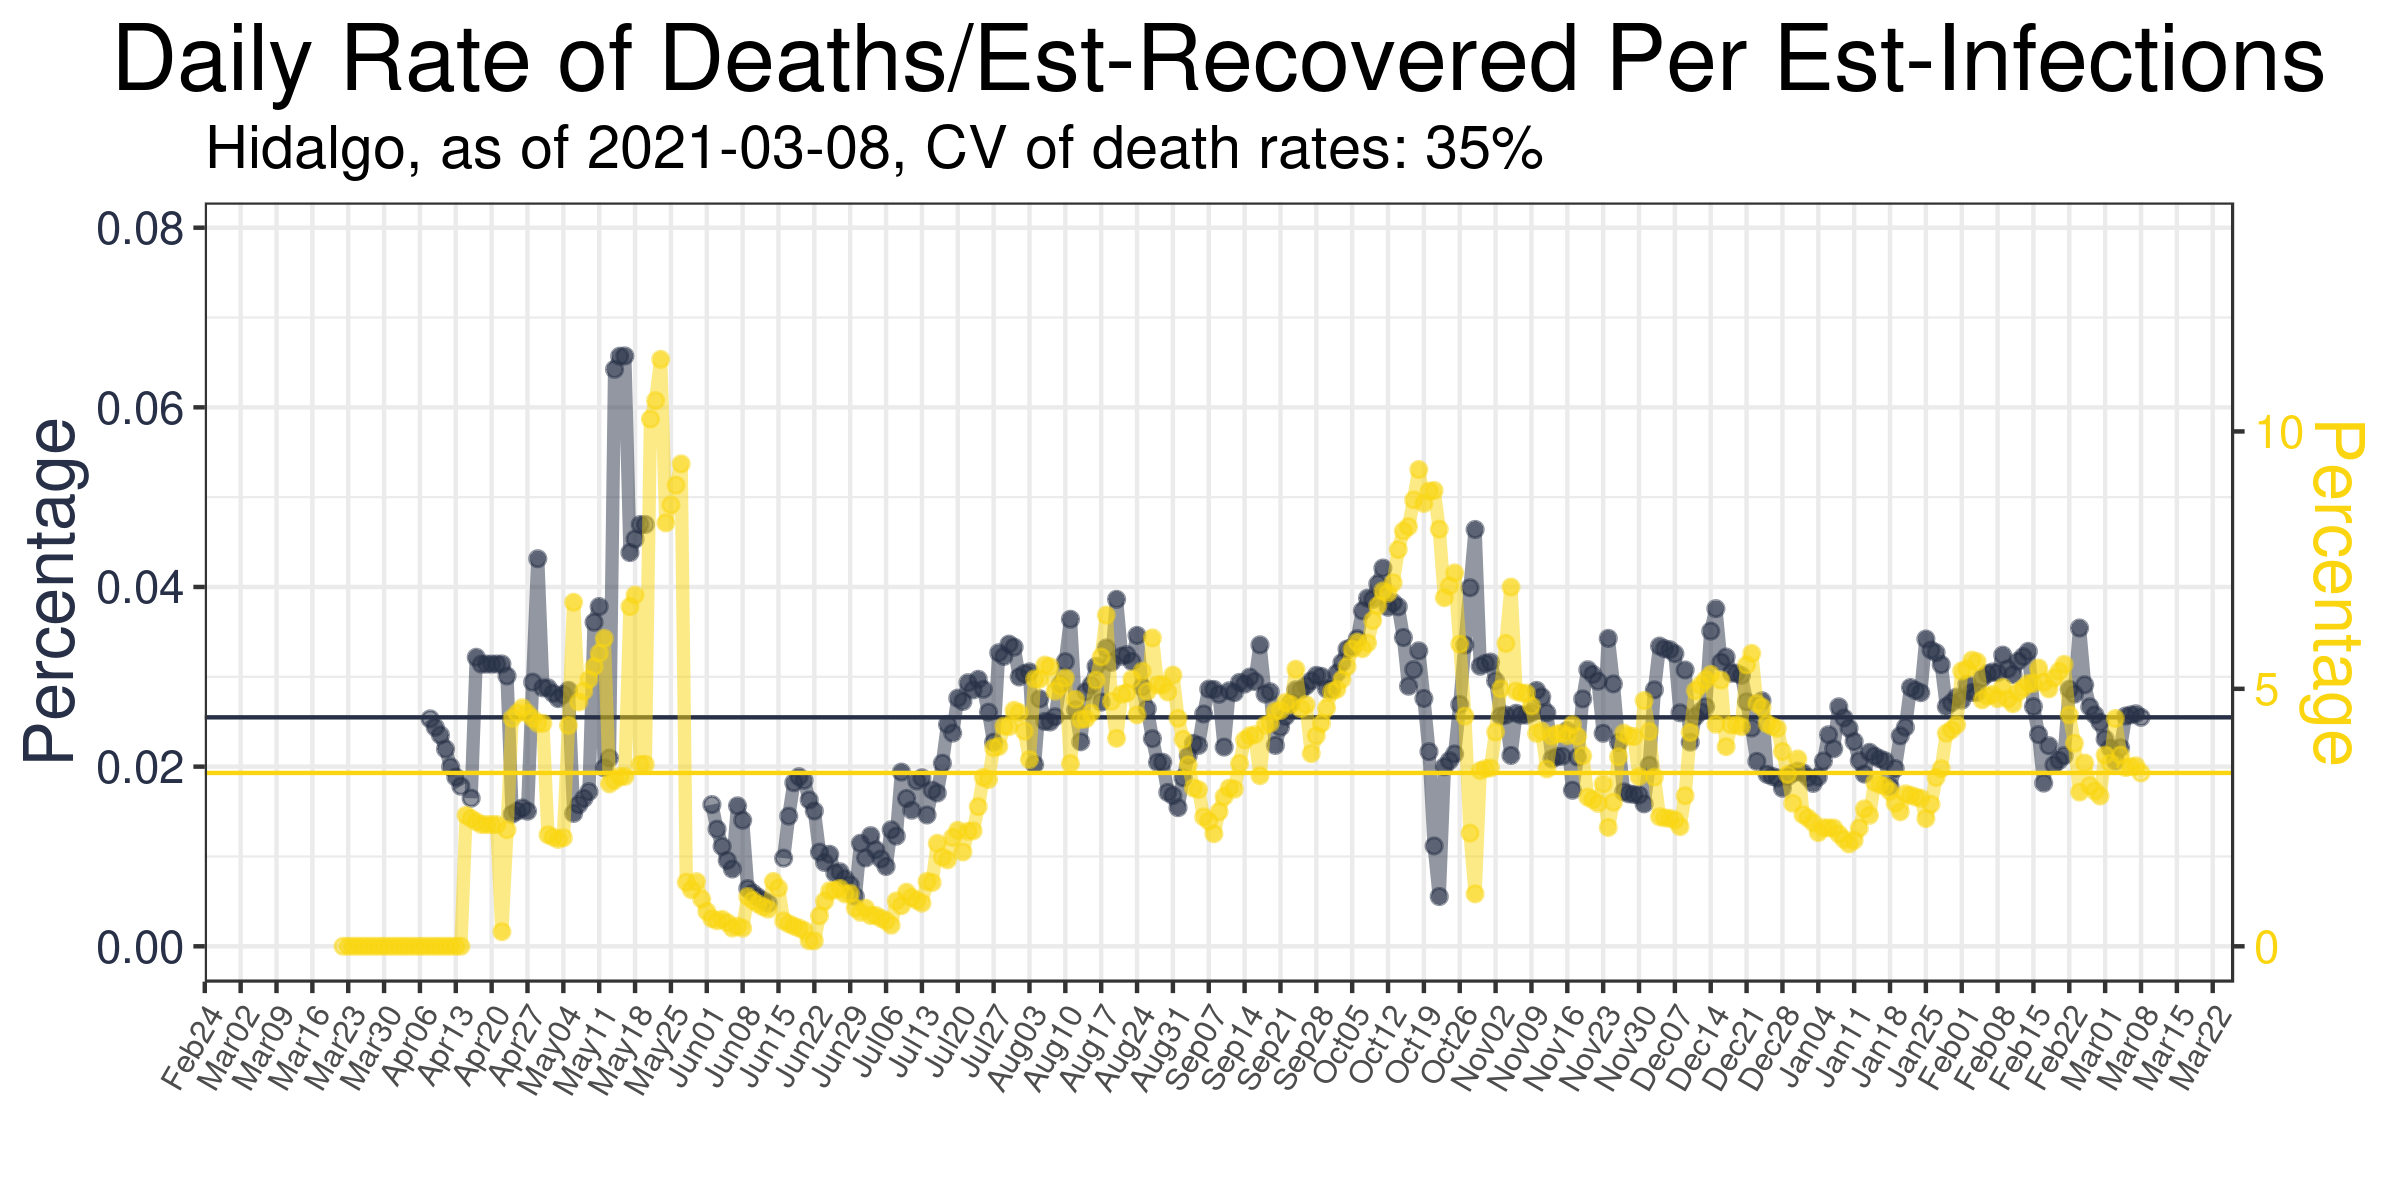 Daily Rate of Deaths/Est-Recovered Per Est-Infections
Hidalgo, as of 2021-03-08, CV of death rates: 35%
Percentage
0.08
0.06
0.04
0.02
0.00
10
5
0
Percentage
Feb24
Mar02
Mar09
Mar16
Mar23
Mar30
Apr06
Apr13
Apr20
Apr27
May04
May11
May18
May25
Jun01
Jun08
Jun15
Jun22
Jun29
Jul06
Jul13
Jul20
Jul27
Aug03
Aug10
Aug17
Aug24
Aug31
Sep07
Sep14
Sep21
Sep28
Oct05
Oct12
Oct19
Oct26
Nov02
Nov09
Nov16
Nov23
Nov30
Dec07
Dec14
Dec21
Dec28
Jan04
Jan11
Jan18
Jan25
Feb01
Feb08
Feb15
Feb22
Mar01
Mar08
Mar15
Mar22